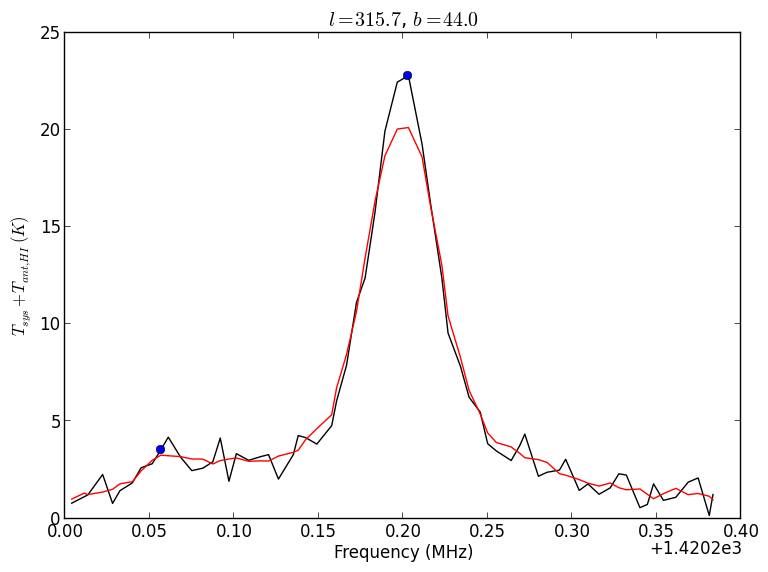 l = 315.7, b = 44.0
25
20
15
10
5
0
T_sys + T_ant,HI (K)
0.00 0.05 0.10 0.15 0.20 0.25 0.30 0.35 0.40
Frequency (MHz)
+1.4202e3